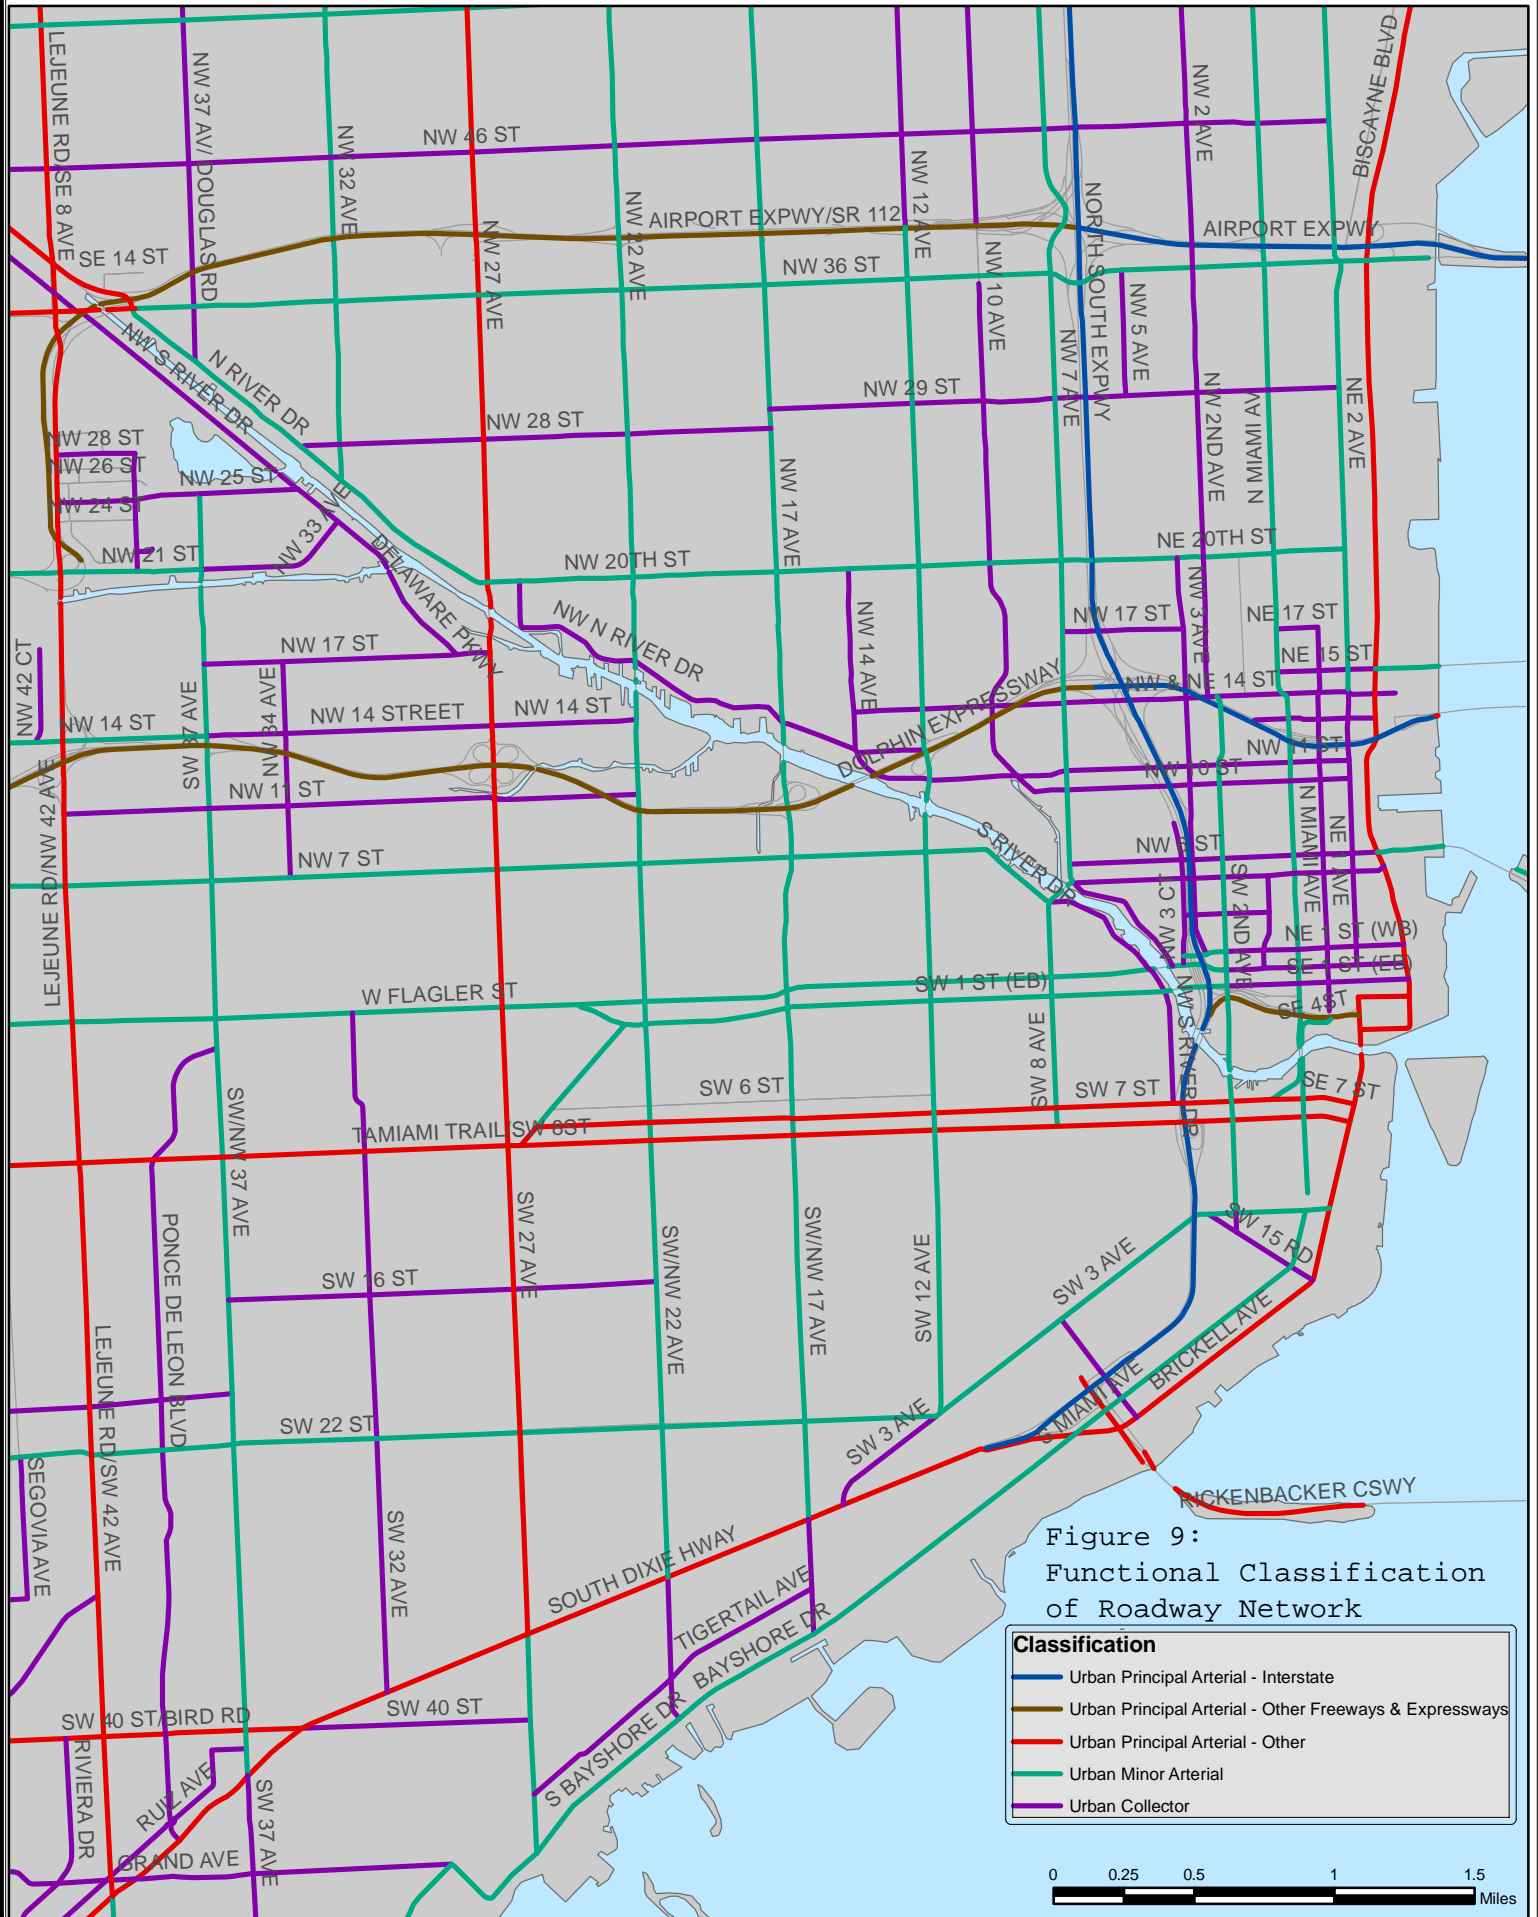 BISCAYNE BLVD
LEJEUNE RD/SE 8 AVE
NW 37 AV/ DOUGLAS RD
NW 2 AVE
NW 46 ST
NW 32 AVE
NW 12 AVE
NORTH SOUTH EXPWY
NW 22 AVE
AIRPORT EXPWY/SR 112
NW 27 AVE
AIRPORT EXPWY
SE 14 ST
NW 10 AVE
NW 36 ST
NW 5 AVE
NW S RIVER DR
N RIVER DR
NW 7 AVE
NW 29 ST
NW 2ND AVE
NE 2 AVE
N MIAMI AVE
NW 28 ST
NW 28 ST
NW 26 ST
NW 25 ST
NW 17 AVE
NW 24 ST
NW 33 AVE
NW 21 ST
DELAWARE PKWY
NW 20TH ST
NE 20TH ST
NW 3 AVE
NW N RIVER DR
NW 14 AVE
NW 17 ST
NE 17 ST
NW 42 CT
NW 17 ST
NE 15 ST
DOLPHIN EXPRESSWAY
NW & NE 14 ST
SW 37 AVE
NW 34 AVE
NW 14 ST
NW 14 STREET
NW 14 ST
NW 11 ST
LEJEUNE RD/NW 42 AVE
NW 10 ST
NW 11 ST
N MIAMI AVE
NE 1 AVE
NW 7 ST
S RIVER DR
NW 6 ST
NW 3 CT
SW 2ND AVE
NE 1 ST (WB)
SE 1 ST (EB)
W FLAGLER ST
SW 1 ST (EB)
NW S RIVER DR
SE 4ST
SW 8 AVE
SW 6 ST
SW 7 ST
SE 7 ST
SW/NW 37 AVE
TAMIAMI TRAIL/SW 8ST
PONCE DE LEON BLVD
SW 27 AVE
SW/NW 22 AVE
SW/NW 17 AVE
SW 12 AVE
SW 3 AVE
SW 15 RD
SW 16 ST
LEJEUNE RD/SW 42 AVE
BRICKELL AVE
S MIAMI AVE
SW 22 ST
SW 3 AVE
SEGOVIA AVE
RICKENBACKER CSWY
SW 32 AVE
SOUTH DIXIE HWAY
Figure 9:
Functional Classification
of Roadway Network
TIGERTAIL AVE
BAYSHORE DR
S BAYSHORE DR
SW 40 ST/BIRD RD
SW 40 ST
RIVIERA DR
RUIZ AVE
SW 37 AVE
GRAND AVE
Classification
Urban Principal Arterial - Interstate
Urban Principal Arterial - Other Freeways & Expressways
Urban Principal Arterial - Other
Urban Minor Arterial
Urban Collector
0 0.25 0.5 1 1.5
Miles